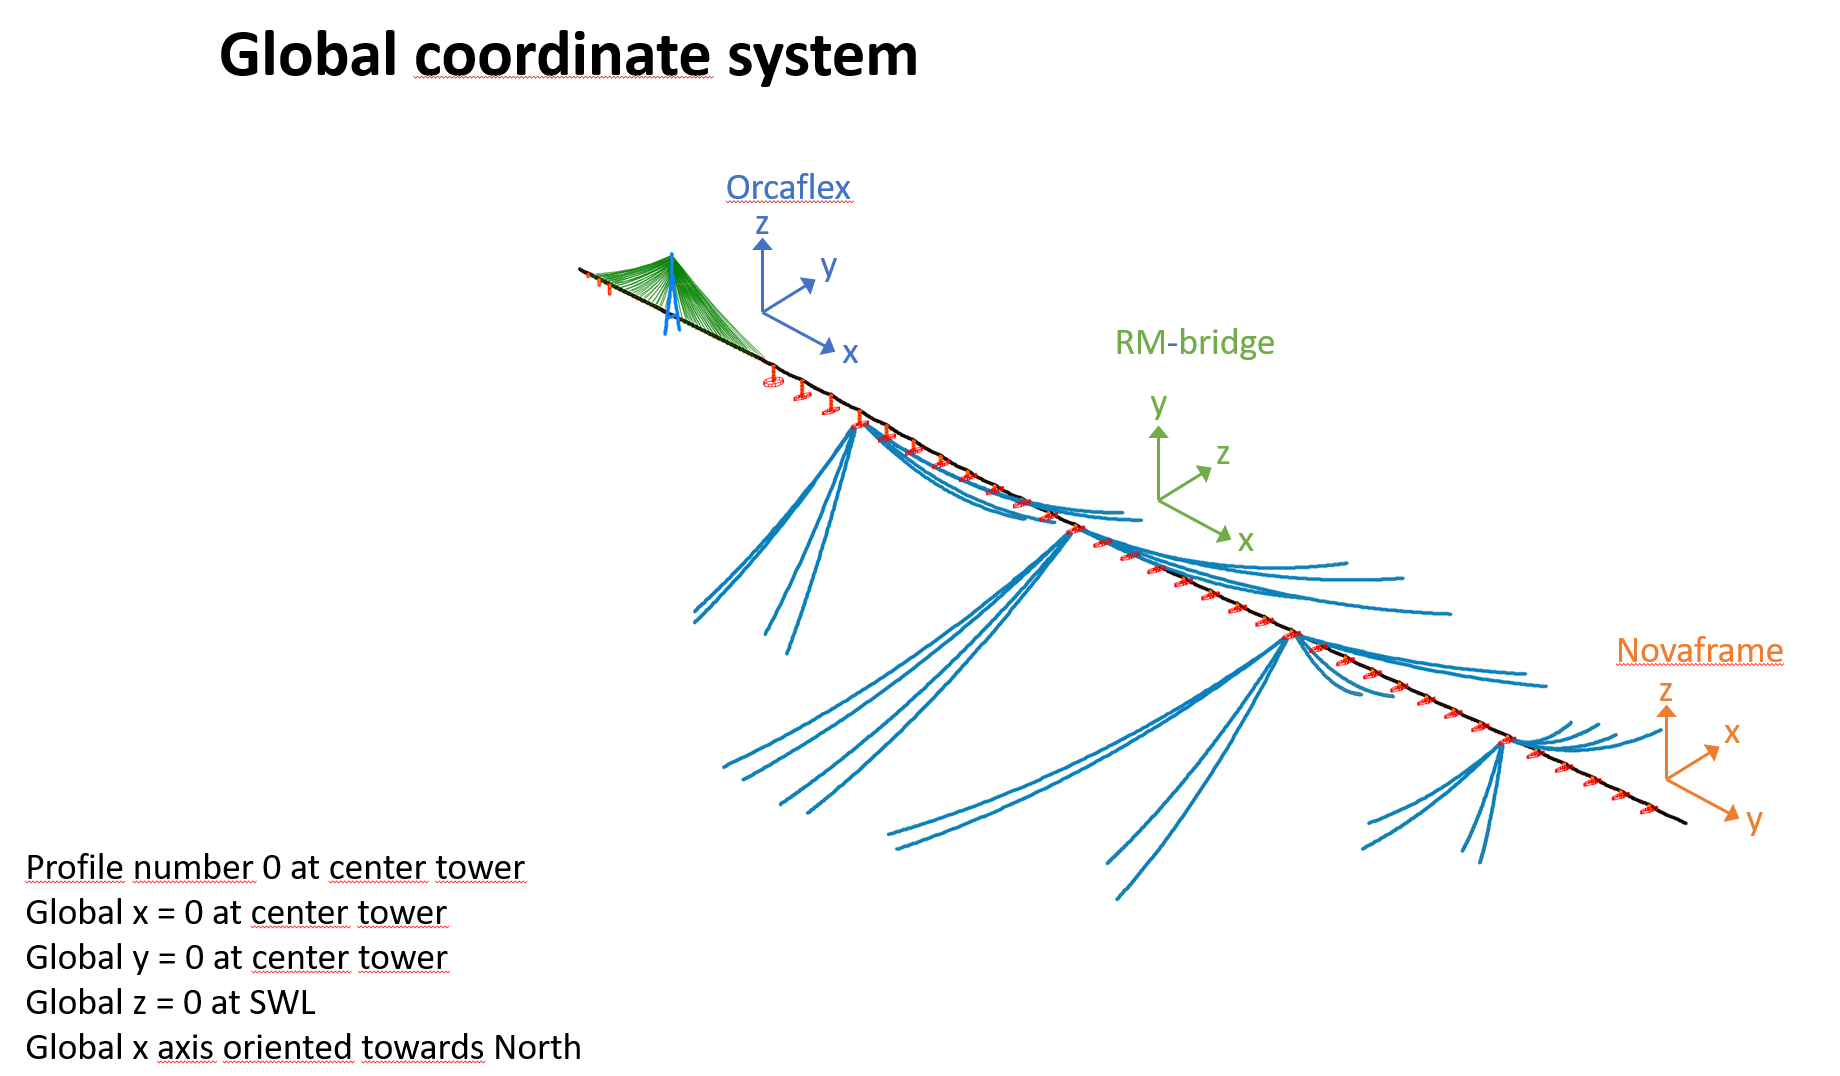 Global coordinate system
Orcaflex
z
y
x
RM-bridge
y
z
x
Novaframe
z
x
y
Profile number 0 at center tower
Global x = 0 at center tower
Global y = 0 at center tower
Global z = 0 at SWL
Global x axis oriented towards North